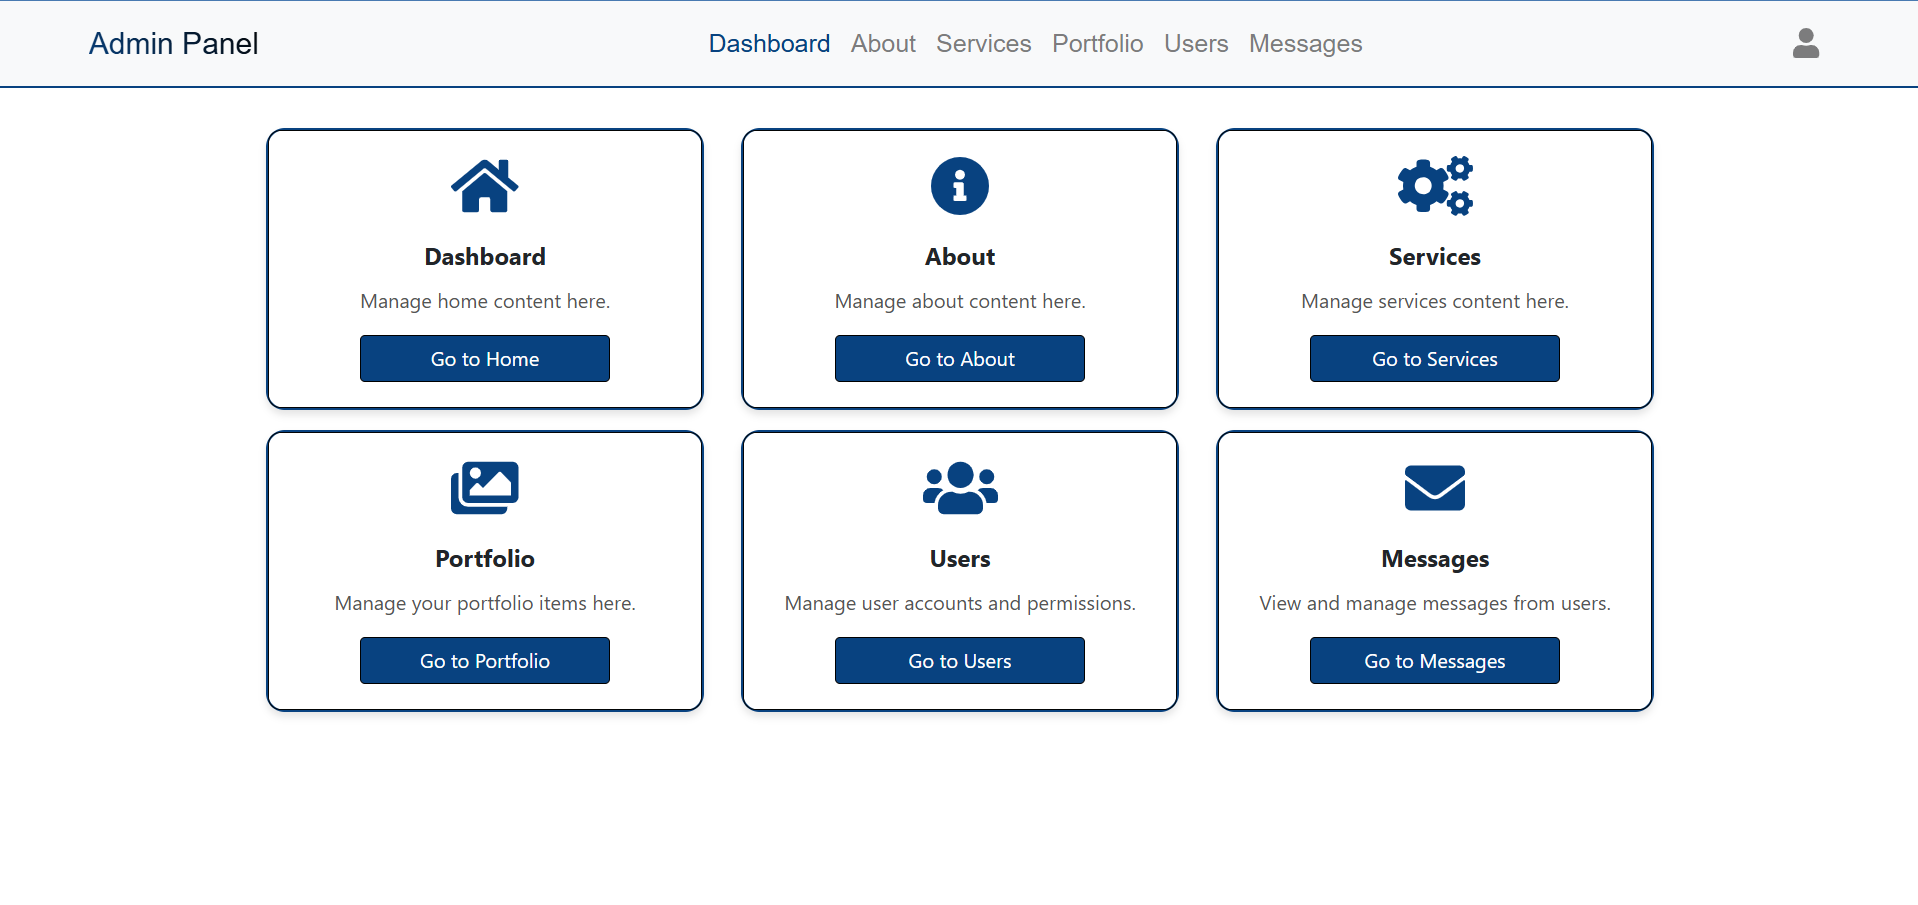 Admin Panel
Dashboard About Services Portfolio Users Messages
Dashboard
Manage home content here.
Go to Home
About
Manage about content here.
Go to About
Services
Manage services content here.
Go to Services
Portfolio
Manage your portfolio items here.
Go to Portfolio
Users
Manage user accounts and permissions.
Go to Users
Messages
View and manage messages from users.
Go to Messages